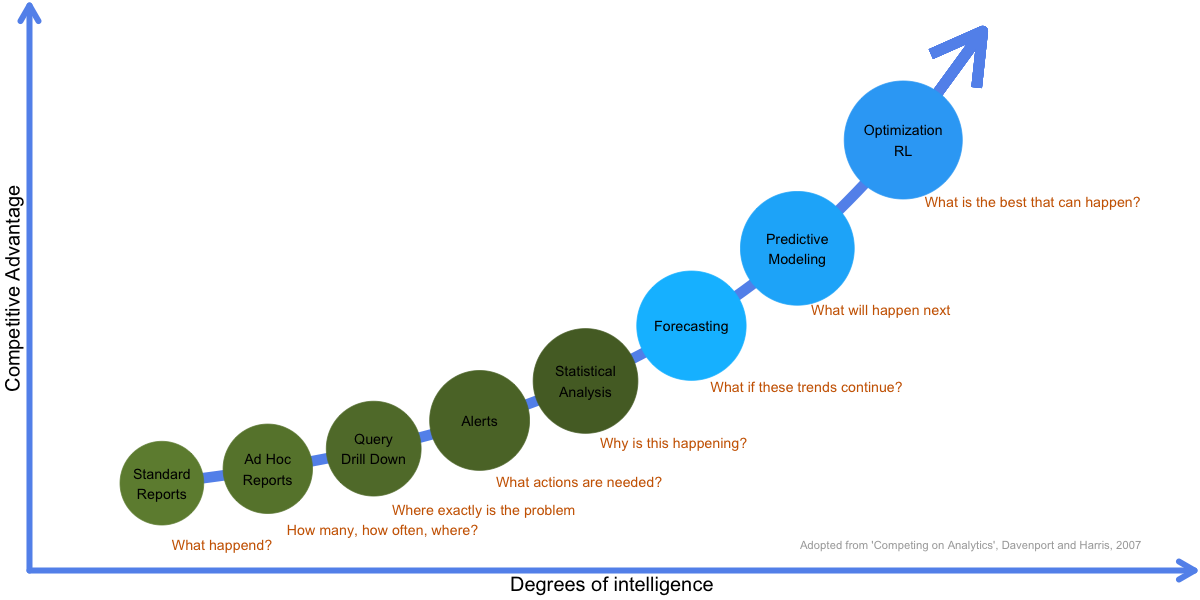 Optimization
RL
What is the best that can happen?
Predictive
Modeling
What will happen next
Forecasting
What if these trends continue?
Statistical
Analysis
Why is this happening?
Alerts
What actions are needed?
Query
Drill Down
Where exactly is the problem
Ad Hoc
Reports
How many, how often, where?
Standard
Reports
What happend?
Competitive Advantage
Adopted from 'Competing on Analytics', Davenport and Harris, 2007
Degrees of intelligence